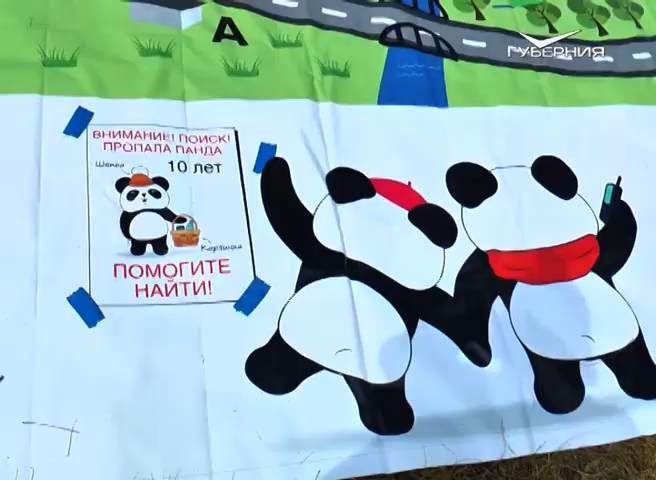 ГУБЕРНИЯ
А
ВНИМАНИЕ! ПОИСК!
ПРОПАЛА ПАНДА
Шапка
10 лет
Корзинка
ПОМОГИТЕ
НАЙТИ!